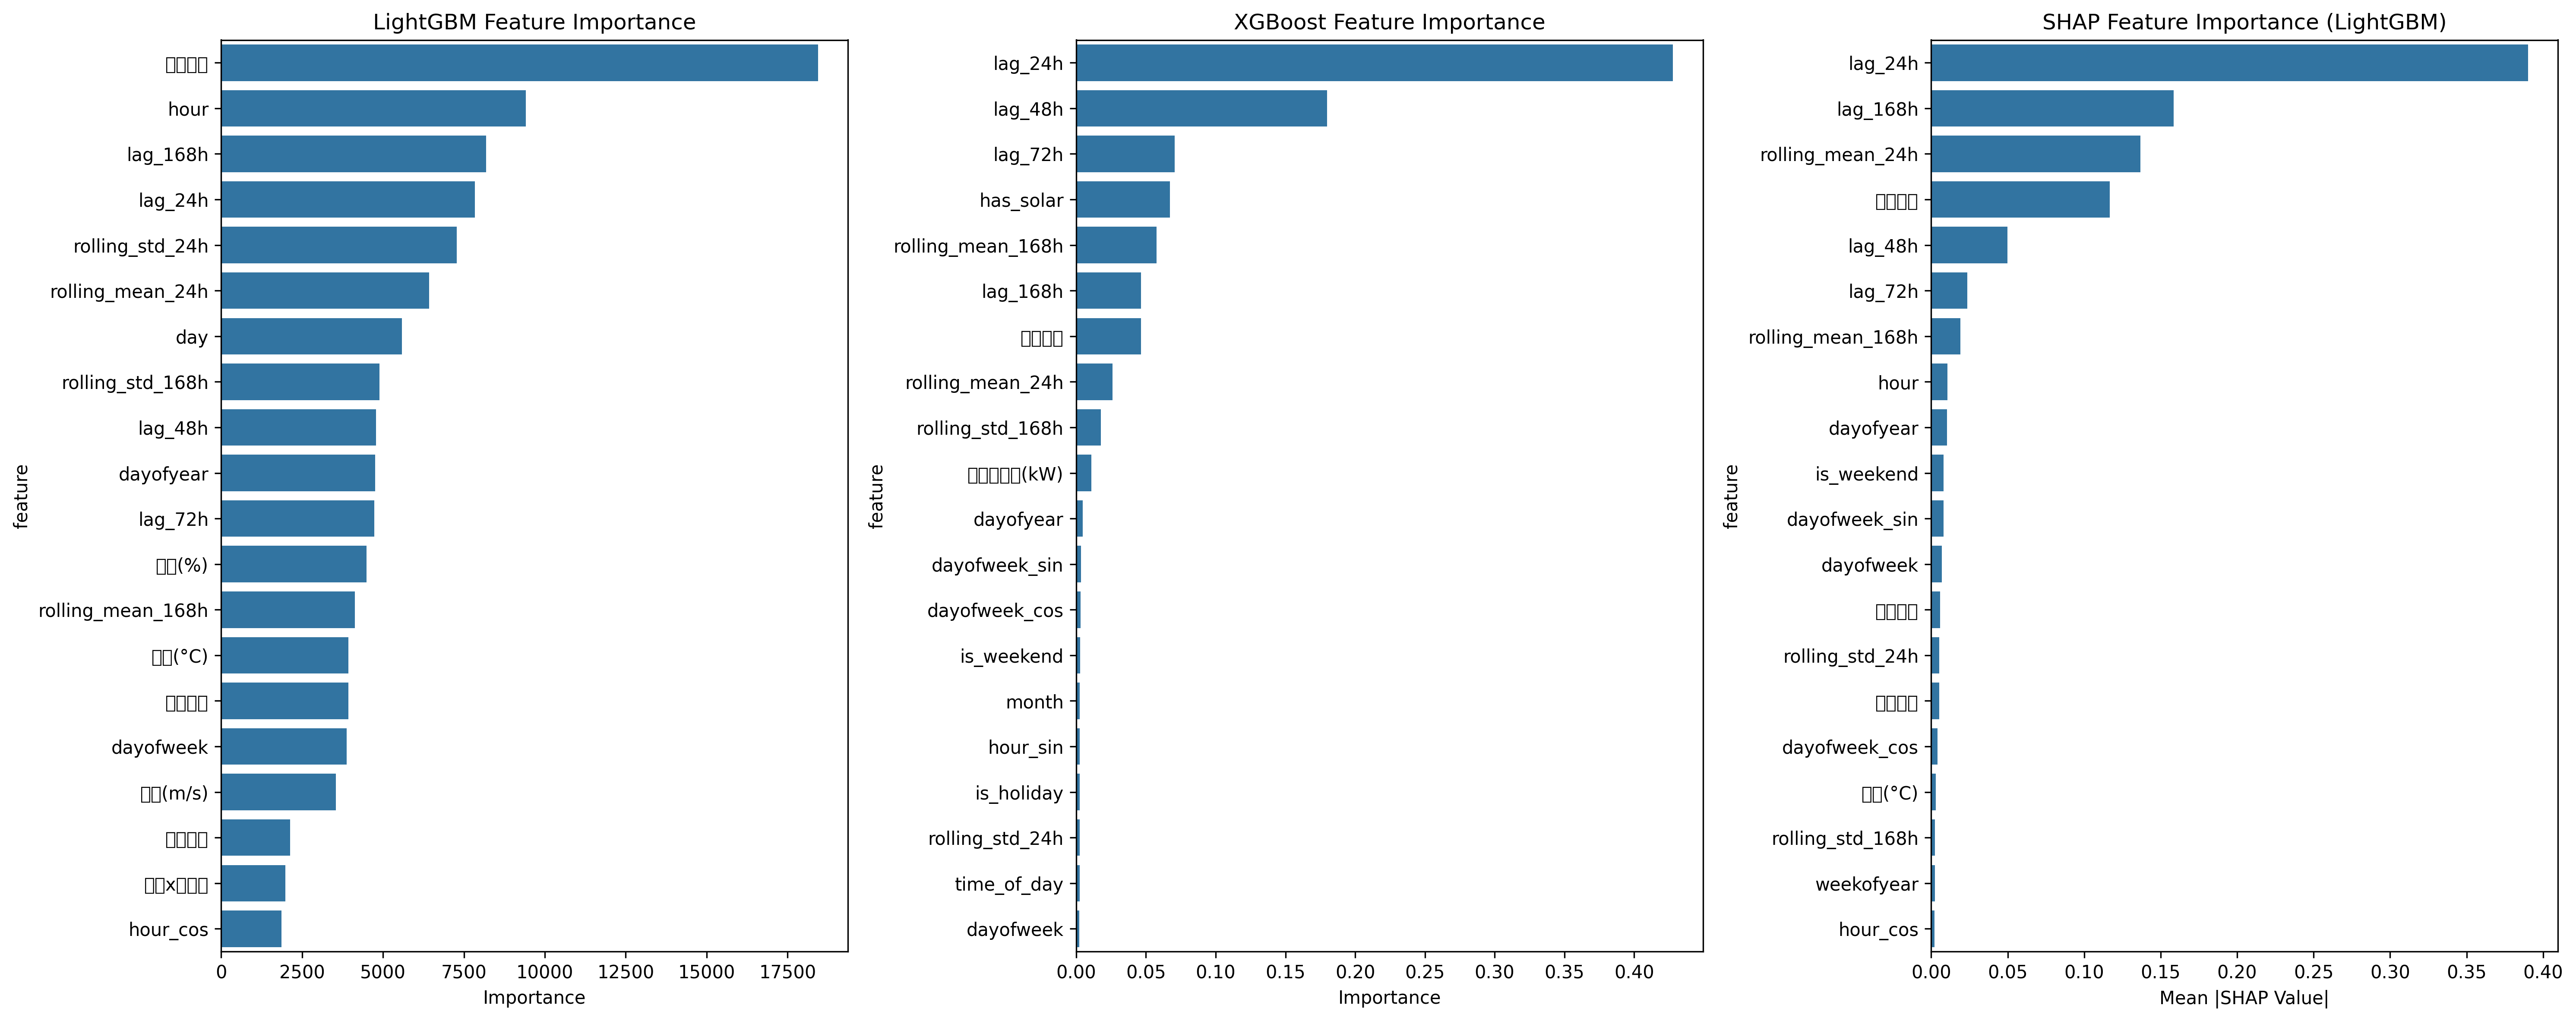 LightGBM Feature Importance
hour
lag_168h
lag_24h
rolling_std_24h
rolling_mean_24h
day
rolling_std_168h
lag_48h
dayofyear
lag_72h
(%)
rolling_mean_168h
(°C)
dayofweek
(m/s)
x
hour_cos
feature
0 2500 5000 7500 10000 12500 15000 17500
Importance
XGBoost Feature Importance
lag_24h
lag_48h
lag_72h
has_solar
rolling_mean_168h
lag_168h
rolling_mean_24h
rolling_std_168h
(kW)
dayofyear
dayofweek_sin
dayofweek_cos
is_weekend
month
hour_sin
is_holiday
rolling_std_24h
time_of_day
dayofweek
feature
0.00 0.05 0.10 0.15 0.20 0.25 0.30 0.35 0.40
Importance
SHAP Feature Importance (LightGBM)
lag_24h
lag_168h
rolling_mean_24h
lag_48h
lag_72h
rolling_mean_168h
hour
dayofyear
is_weekend
dayofweek_sin
dayofweek
rolling_std_24h
dayofweek_cos
(°C)
rolling_std_168h
weekofyear
hour_cos
feature
0.00 0.05 0.10 0.15 0.20 0.25 0.30 0.35 0.40
Mean |SHAP Value|